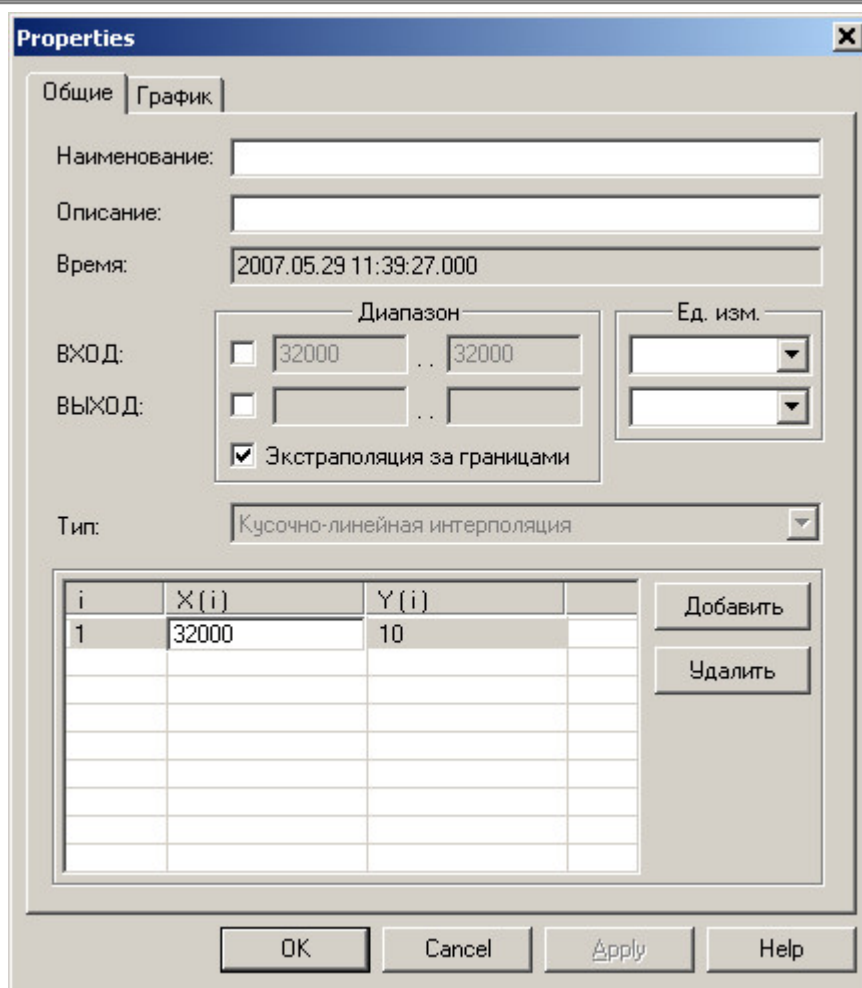 Properties
Общие График
Наименование:
Описание:
Время: 2007.05.29 11:39:27.000
Диапазон Ед. изм.
ВХОД: 32000 . . 32000
ВЫХОД: . .
Экстраполяция за границами
Тип: Кусочно-линейная интерполяция
i X(i) Y(i)
1 32000 10
Добавить
Удалить
OK Cancel Apply Help